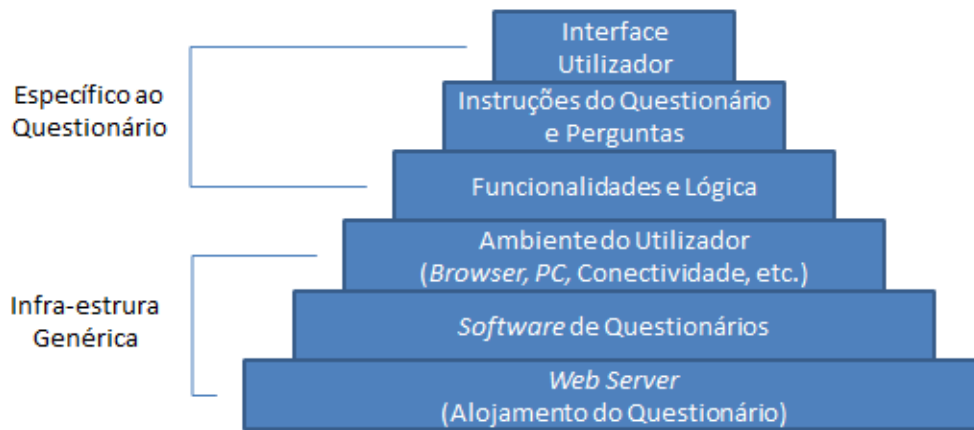 Interface
Utilizador
Específico ao
Questionário
Instruções do Questionário
e Perguntas
Funcionalidades e Lógica
Ambiente do Utilizador
(Browser, PC, Conectividade, etc.)
Infra-estrura
Genérica
Software de Questionários
Web Server
(Alojamento do Questionário)